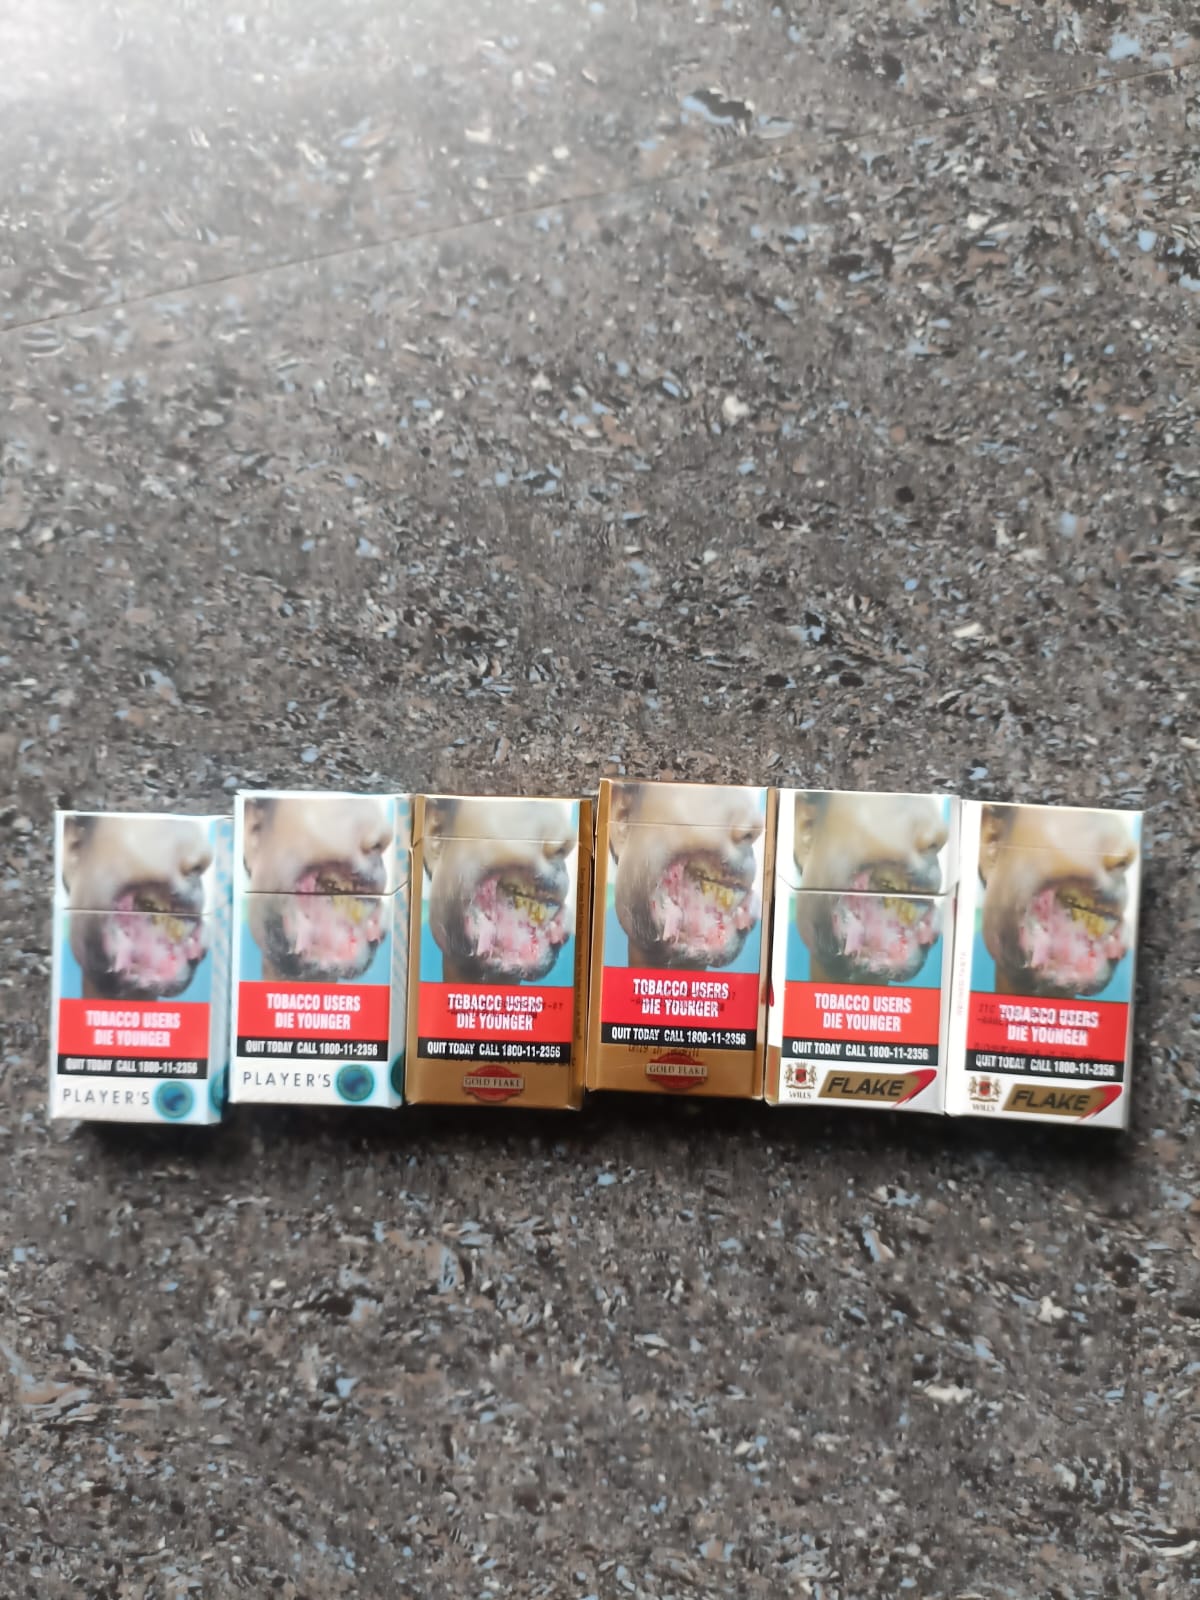 TOBACCO USERS
DIE YOUNGER
QUIT TODAY CALL 1800-11-2356
PLAYER'S
TOBACCO USERS
DIE YOUNGER
QUIT TODAY CALL 1800-11-2356
PLAYER'S
TOBACCO USERS
DIE YOUNGER
QUIT TODAY CALL 1800-11-2356
GOLD FLAKE
TOBACCO USERS
DIE YOUNGER
QUIT TODAY CALL 1800-11-2356
GOLD FLAKE
TOBACCO USERS
DIE YOUNGER
QUIT TODAY CALL 1800-11-2356
WILLS
FLAKE
TOBACCO USERS
DIE YOUNGER
QUIT TODAY CALL 1800-11-2356
WILLS
FLAKE